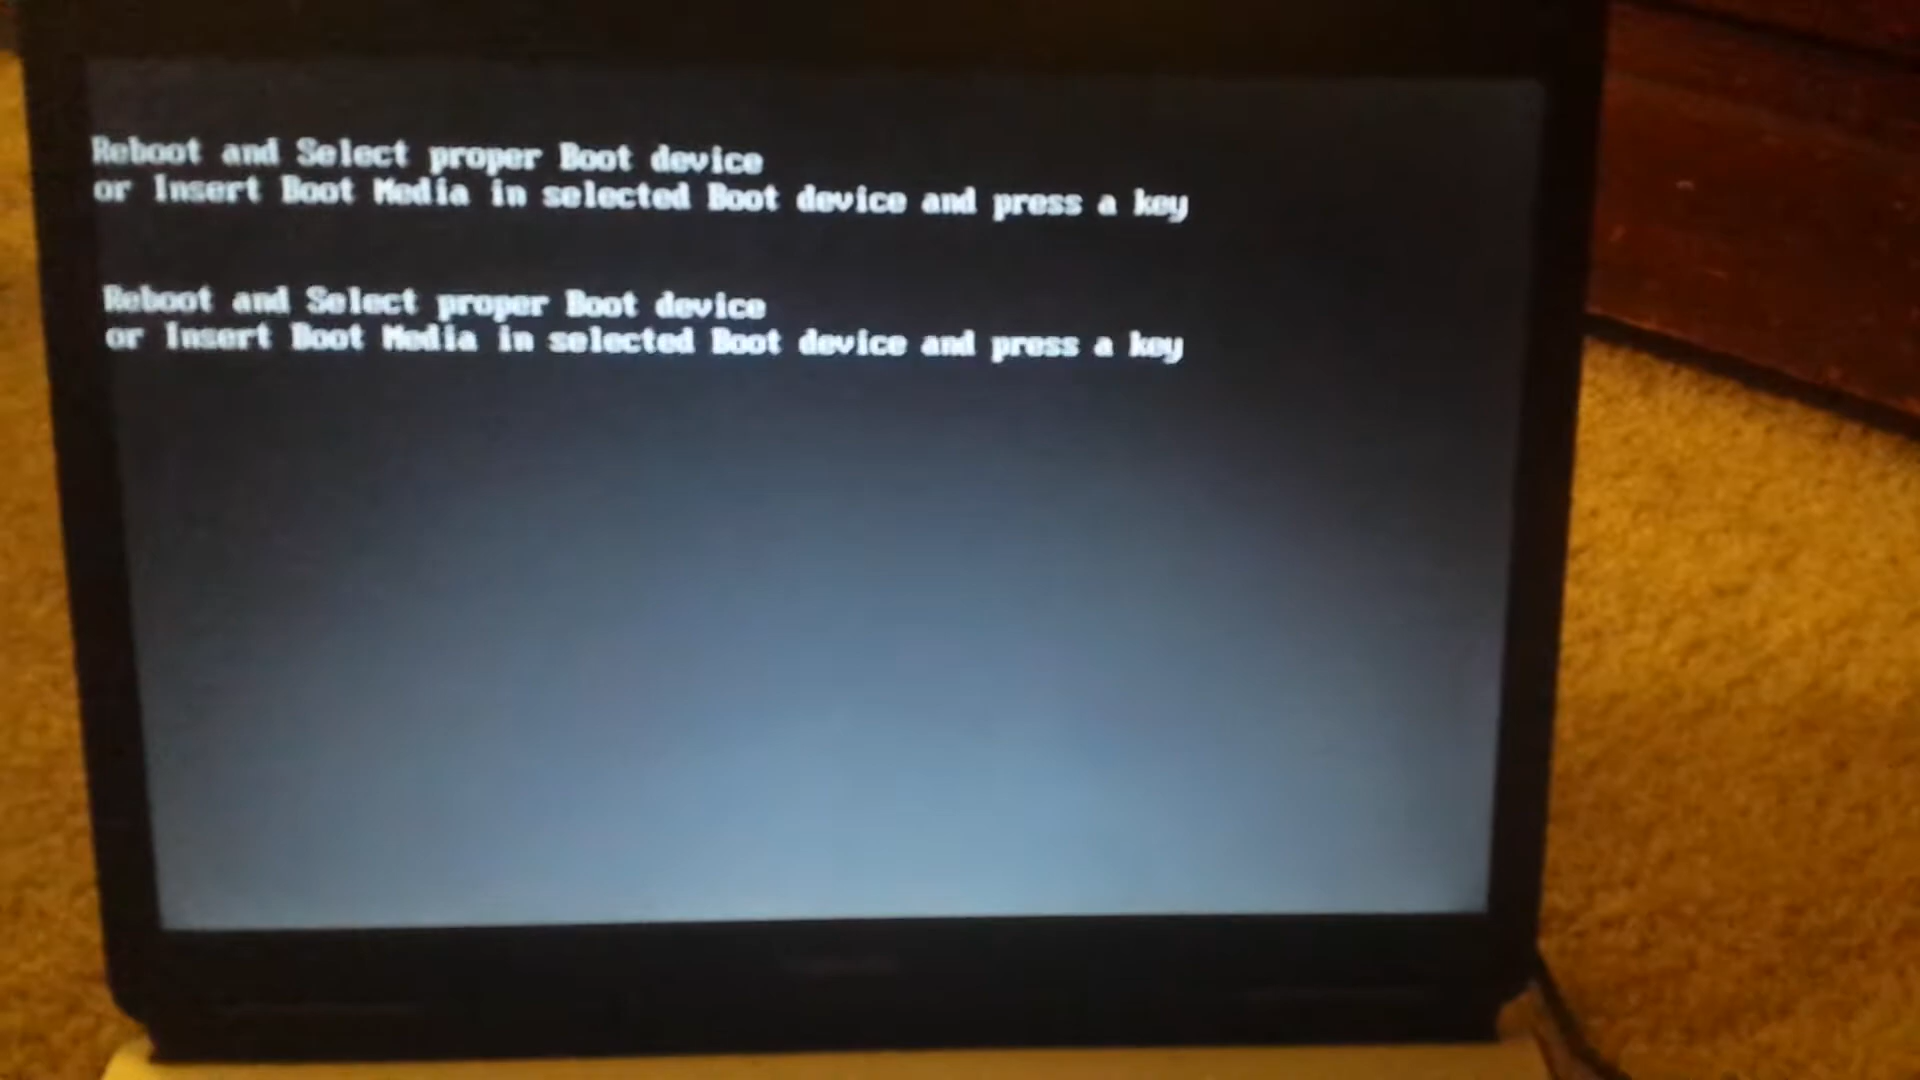 Reboot and Select proper Boot device
or Insert Boot Media in selected Boot device and press a key
Reboot and Select proper Boot device
or Insert Boot Media in selected Boot device and press a key